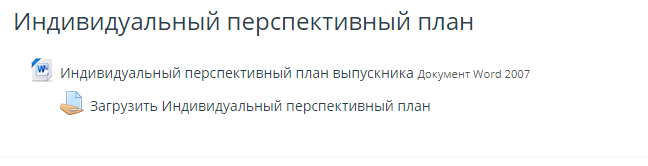 Индивидуальный перспективный план
Индивидуальный перспективный план выпускника Документ Word 2007
Загрузить Индивидуальный перспективный план